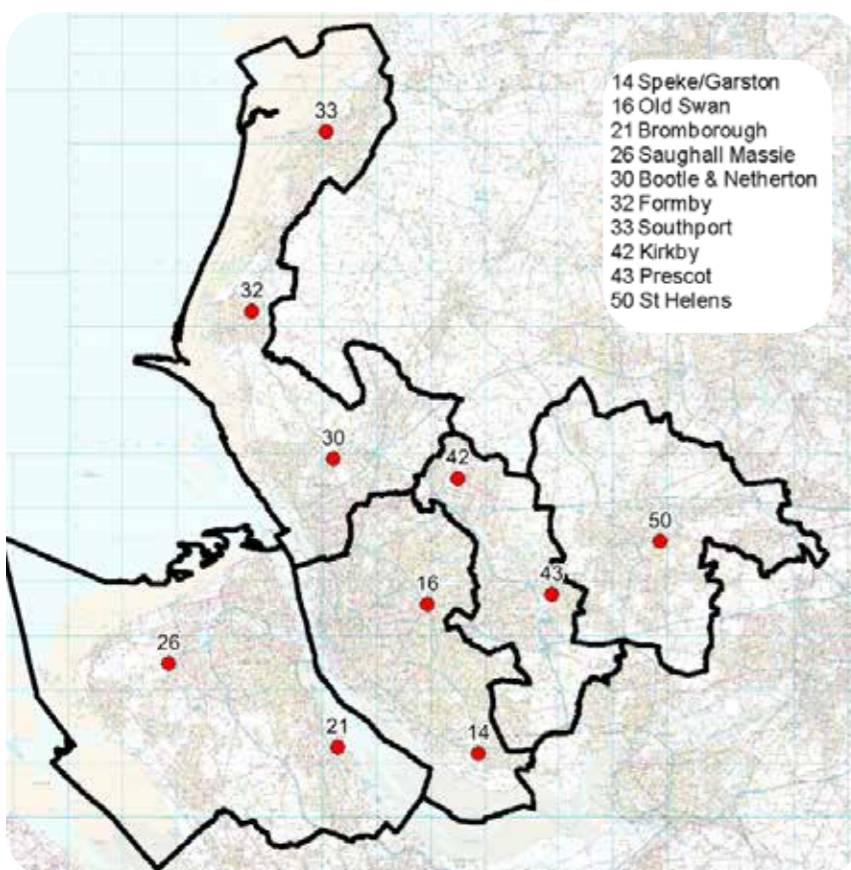 14 Speke/Garston
16 Old Swan
21 Bromborough
26 Saughall Massie
30 Bootle & Netherton
32 Formby
33 Southport
42 Kirkby
43 Prescot
50 St Helens
33
32
30
42
50
16
43
26
21
14